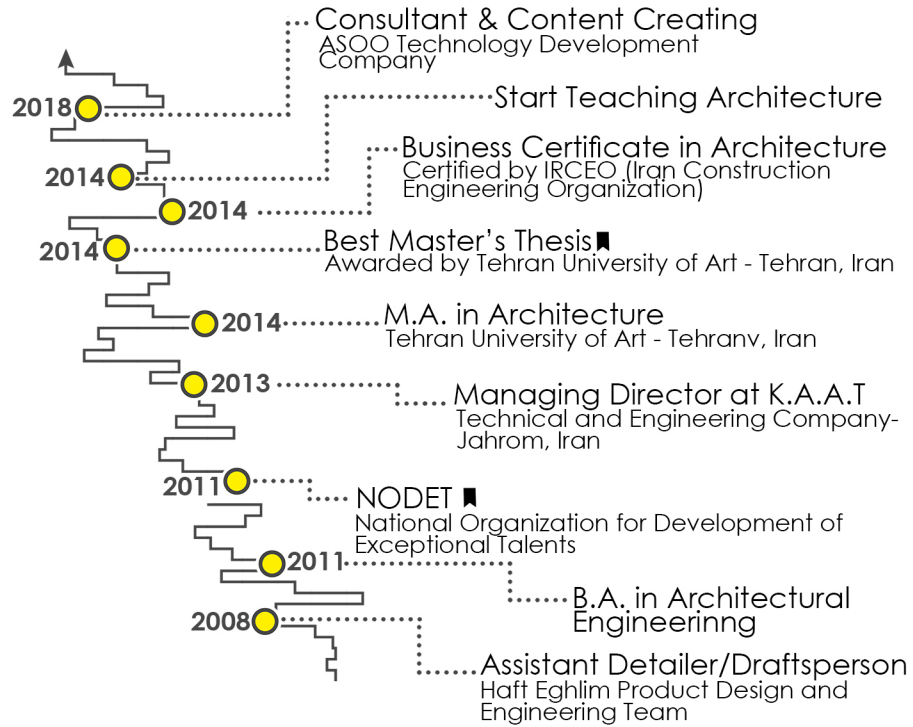 Consultant & Content Creating
ASOO Technology Development
Company
2018
Start Teaching Architecture
2014
Business Certificate in Architecture
Certified by IRCEO (Iran Construction
Engineering Organization)
2014
Best Master's Thesis
Awarded by Tehran University of Art - Tehran, Iran
2014
M.A. in Architecture
Tehran University of Art - Tehranv, Iran
2014
2013
Managing Director at K.A.A.T
Technical and Engineering Company-
Jahrom, Iran
2011
NODET
National Organization for Development of
Exceptional Talents
2011
B.A. in Architectural
Engineerinng
2008
Assistant Detailer/Draftsperson
Haft Eghlim Product Design and
Engineering Team